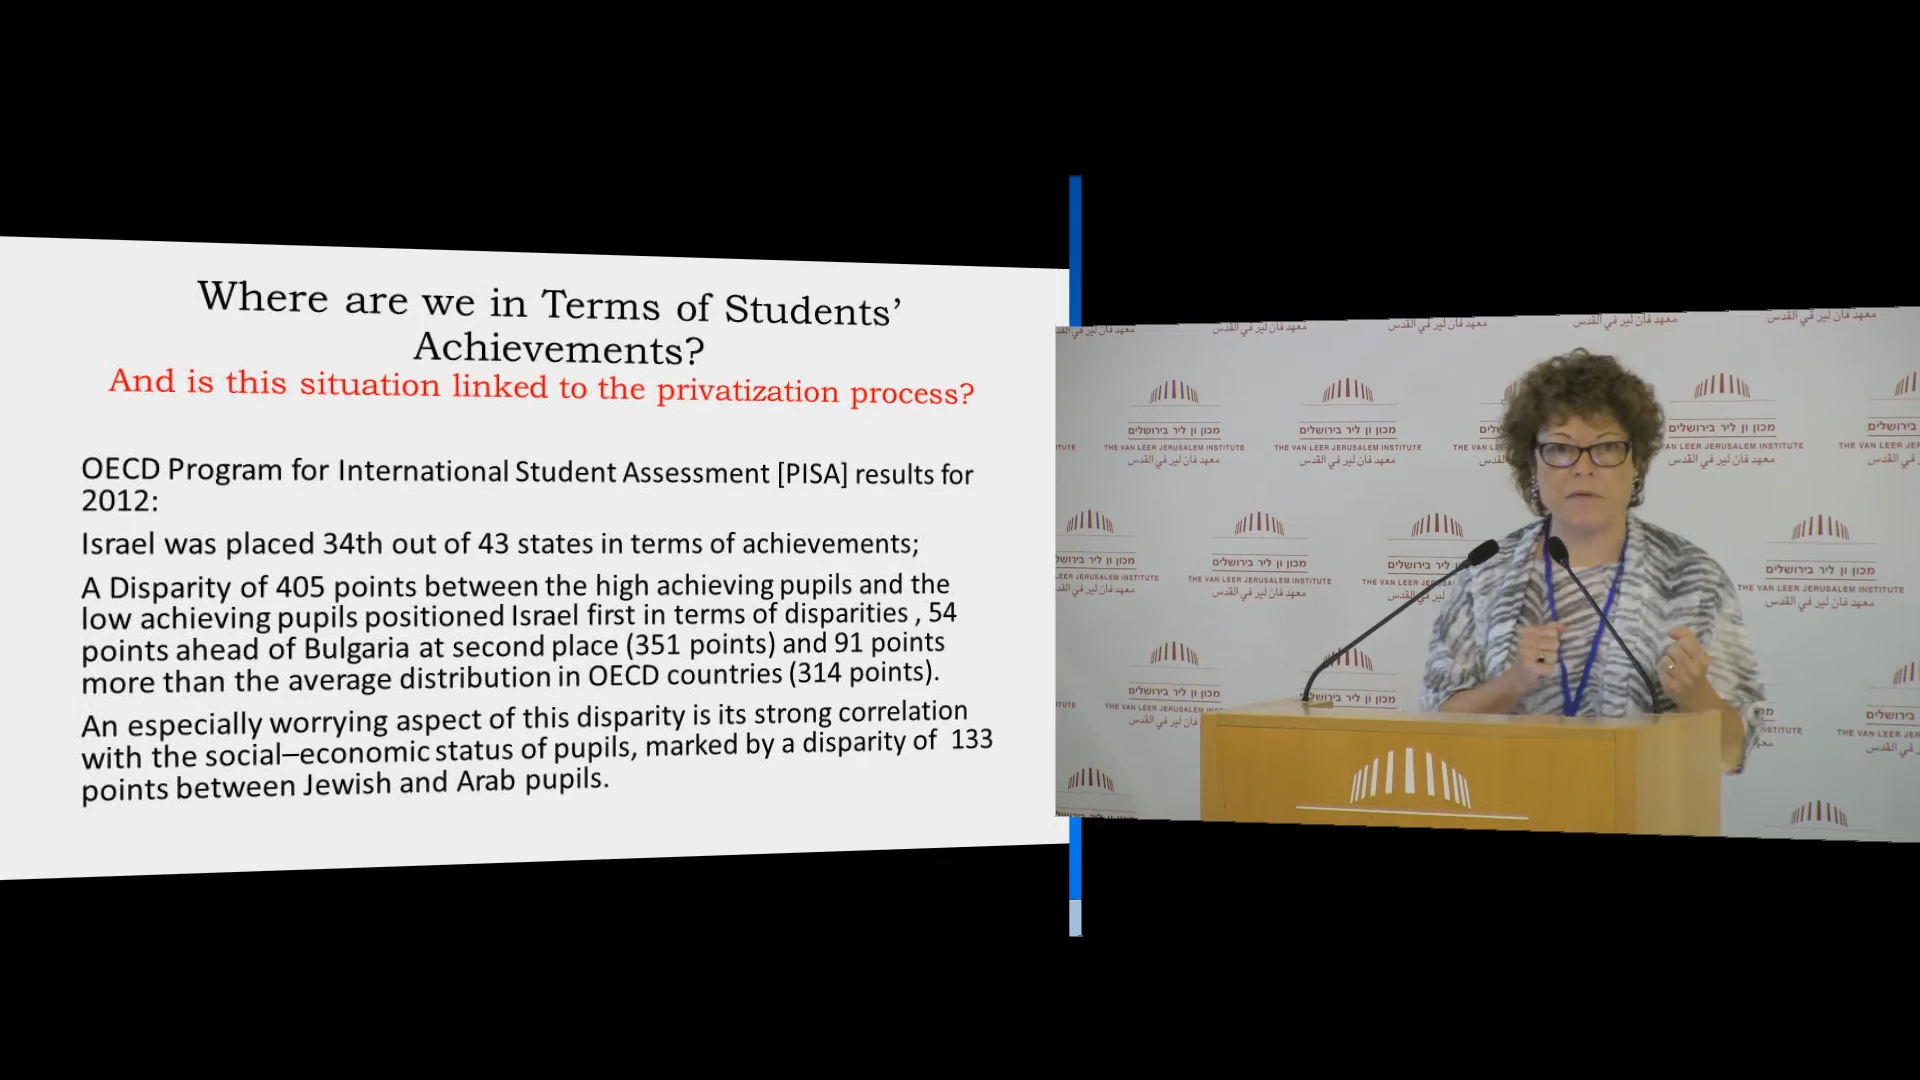 Where are we in Terms of Students’
Achievements?
And is this situation linked to the privatization process?
OECD Program for International Student Assessment [PISA] results for
2012:
Israel was placed 34th out of 43 states in terms of achievements;
A Disparity of 405 points between the high achieving pupils and the
low achieving pupils positioned Israel first in terms of disparities , 54
points ahead of Bulgaria at second place (351 points) and 91 points
more than the average distribution in OECD countries (314 points).
An especially worrying aspect of this disparity is its strong correlation
with the social–economic status of pupils, marked by a disparity of 133
points between Jewish and Arab pupils.
מכון ון ליר בירושלים
THE VAN LEER JERUSALEM INSTITUTE
معهد فان لير في القدس